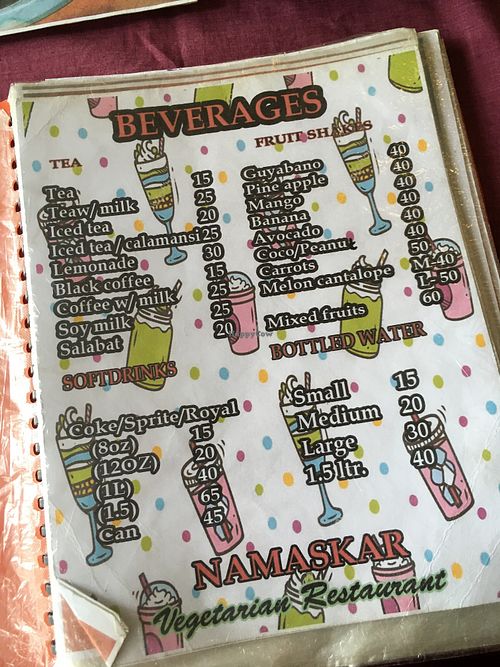 BEVERAGES
TEA
Tea 15
Teaw/milk 25
Iced tea 20
Iced tea/calamansi 25
Lemonade 30
Black coffee 15
Coffee w/milk 25
Soy milk 25
Salabat 20
FRUIT SHAKES
Guyabano 40
Pine apple 40
Mango 40
Banana 40
Avocado 40
Coco/Peanut 40
Carrots 50
Melon cantalope M-40
L-50
Mixed fruits 60
SOFTDRINKS
Coke/Sprite/Royal
(8oz) 15
(12OZ) 20
(1L) 40
(1.5) 65
Can 45
BOTTLED WATER
Small 15
Medium 20
Large 30
1.5 ltr. 40
NAMASKAR
Vegetarian Restaurant
HappyCow